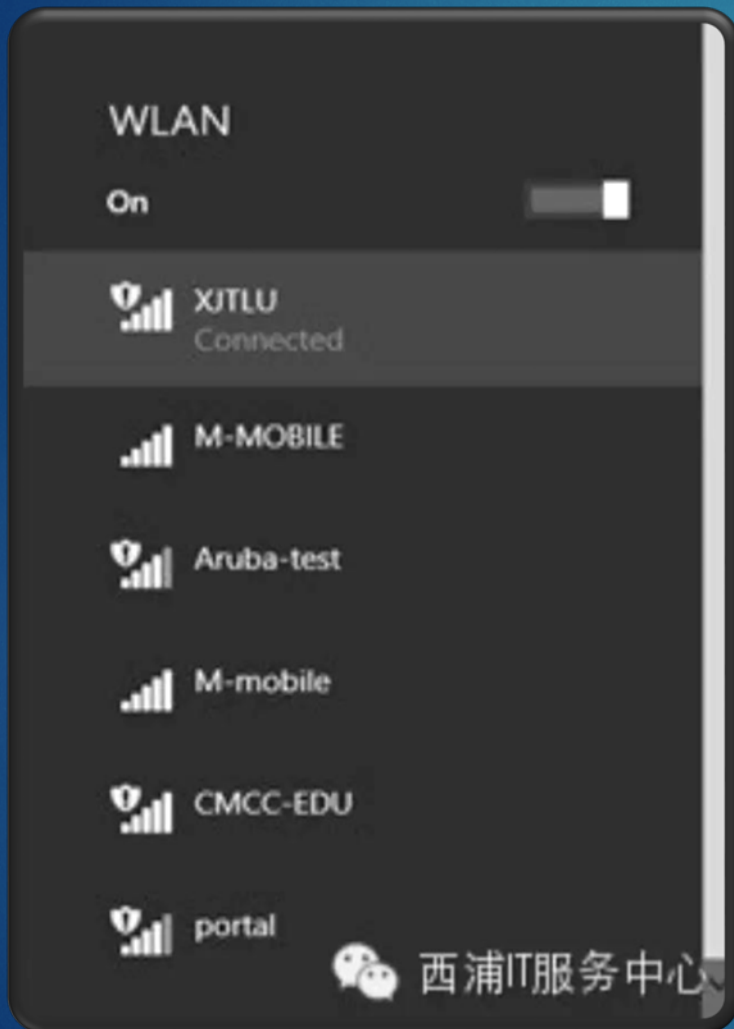 WLAN
On
XJTLU
Connected
M-MOBILE
Aruba-test
M-mobile
CMCC-EDU
portal
西浦IT服务中心